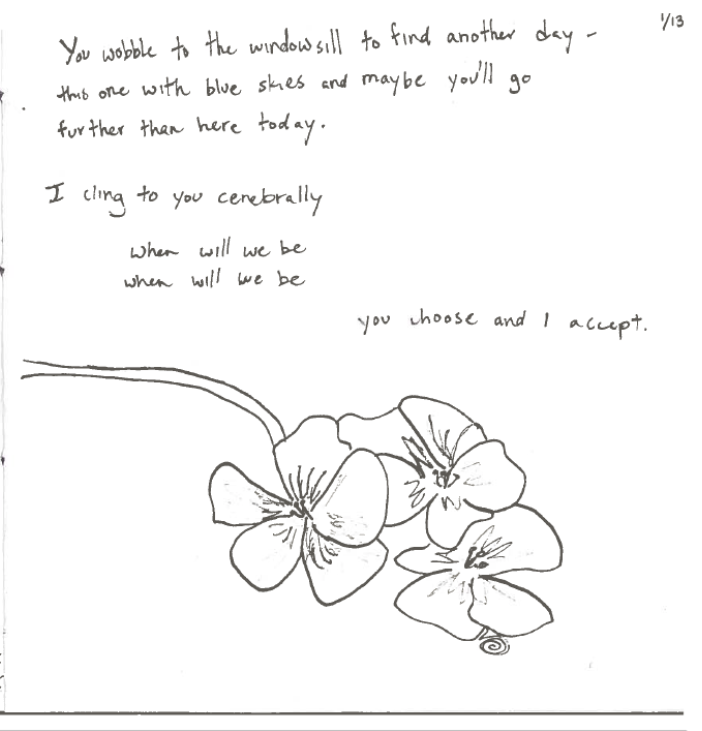 1/13
You wobble to the windowsill to find another day -
this one with blue skies and maybe you'll go
further than here today.
I cling to you cerebrally
when will we be
when will we be
you choose and I accept.